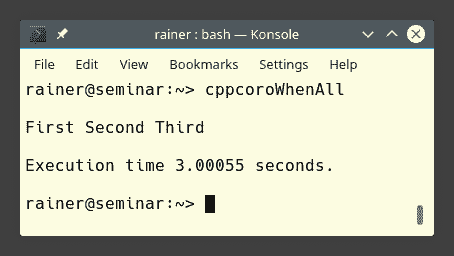 rainer : bash — Konsole
File Edit View Bookmarks Settings Help
rainer@seminar:~> cppcoroWhenAll
First Second Third
Execution time 3.00055 seconds.
rainer@seminar:~>